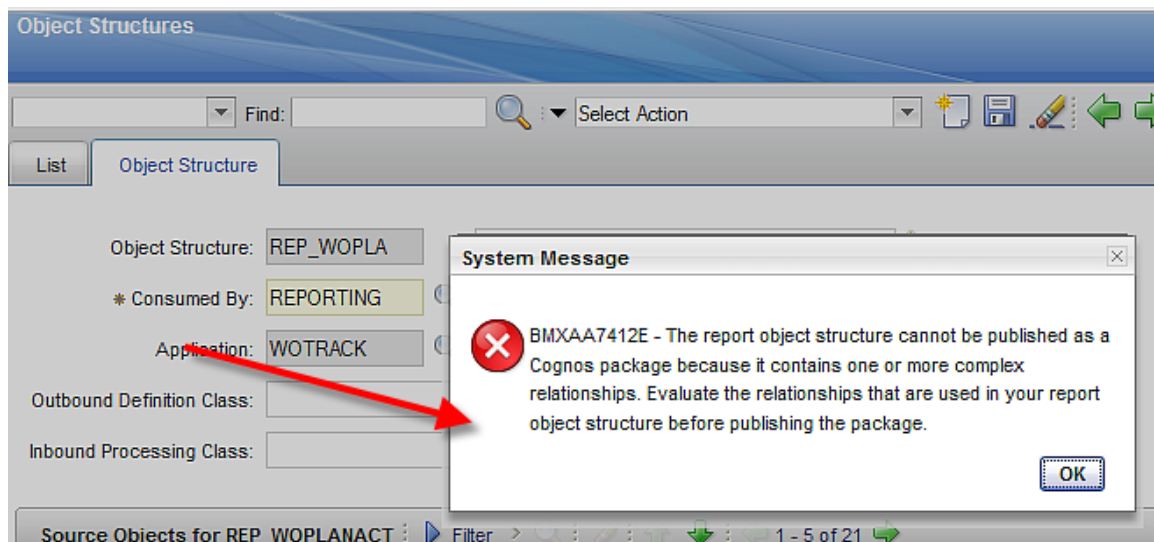 Object Structures
Find:
Select Action
List
Object Structure
Object Structure: REP_WOPLA
* Consumed By: REPORTING
Application: WOTRACK
Outbound Definition Class:
Inbound Processing Class:
System Message
BMXAA7412E - The report object structure cannot be published as a
Cognos package because it contains one or more complex
relationships. Evaluate the relationships that are used in your report
object structure before publishing the package.
OK
Source Objects for REP_WOPLANACT
Filter
1 - 5 of 21